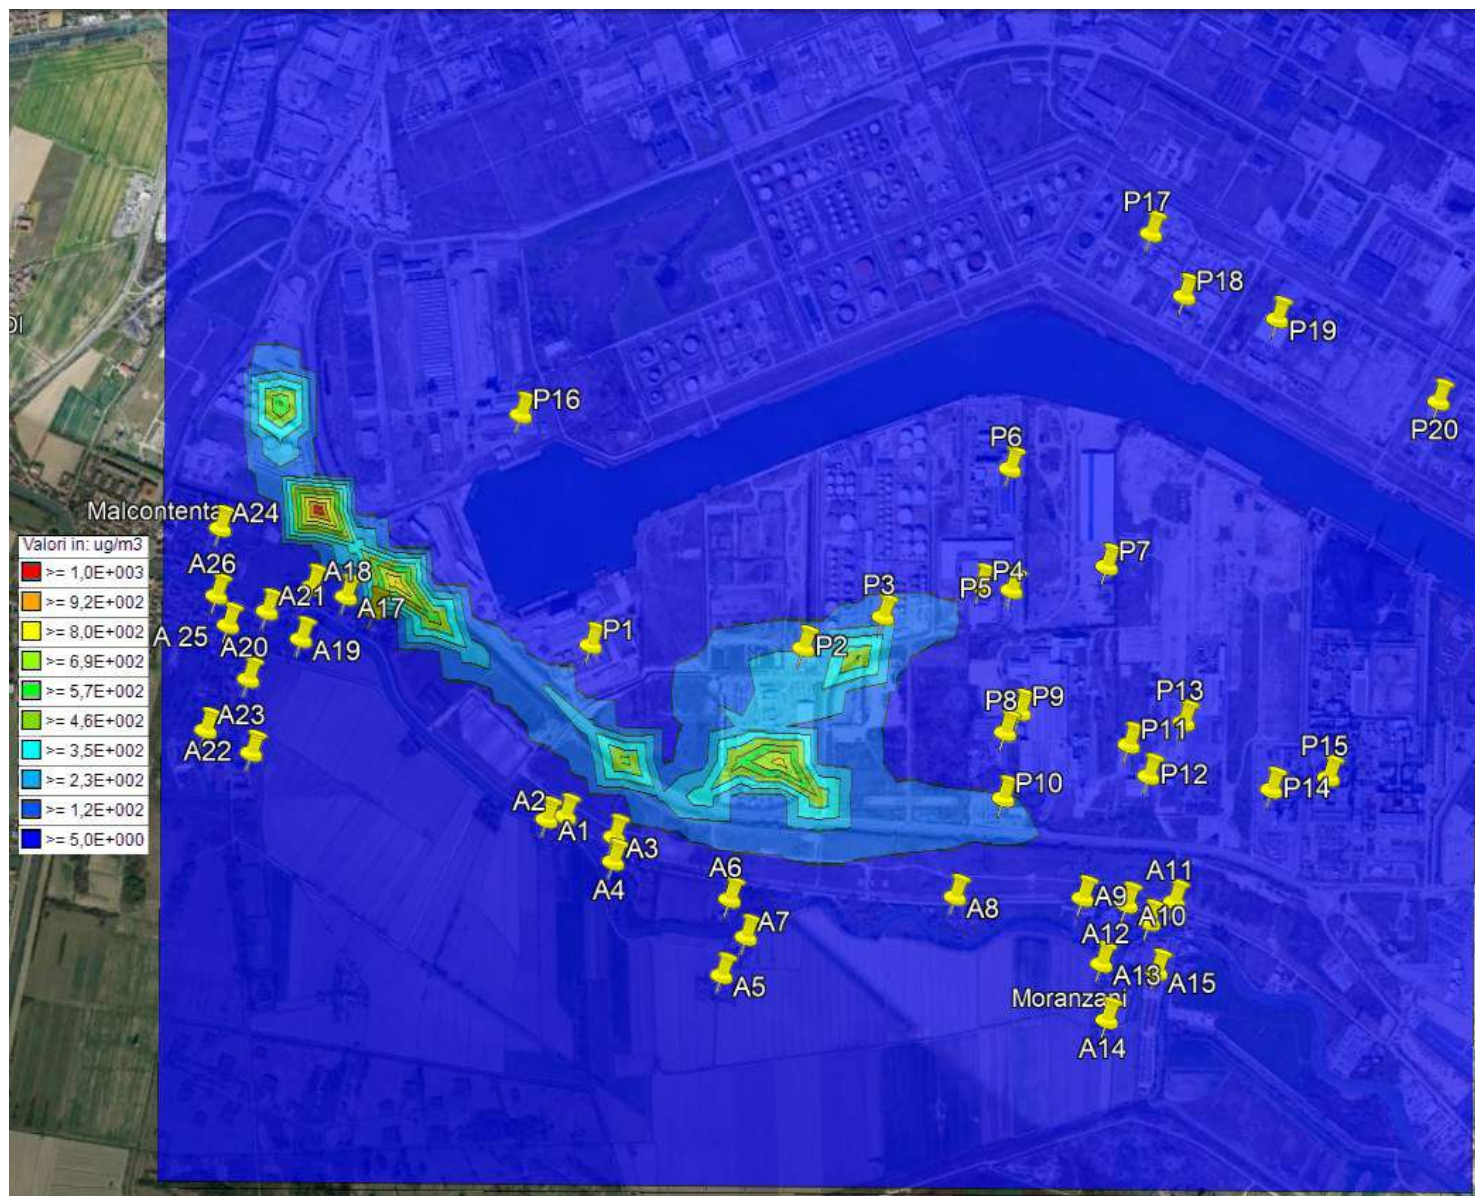 P17
P18
ol
P19
P16
P20
P6
Malcontenta
A24
Valori in: ug/m3
>= 1,0E+003
>= 9,2E+002
>= 8,0E+002
>= 6,9E+002
>= 5,7E+002
>= 4,6E+002
>= 3,5E+002
>= 2,3E+002
>= 1,2E+002
>= 5,0E+000
P7
A26
A18
P4
P5
P3
A21
A17
A 25
A20
A19
P1
P2
P13
P8
P9
A23
A22
P11
P15
P12
P10
P14
A2
A1
A3
A4
A6
A11
A9
A8
A10
A7
A12
A13
A15
A5
Moranzani
A14